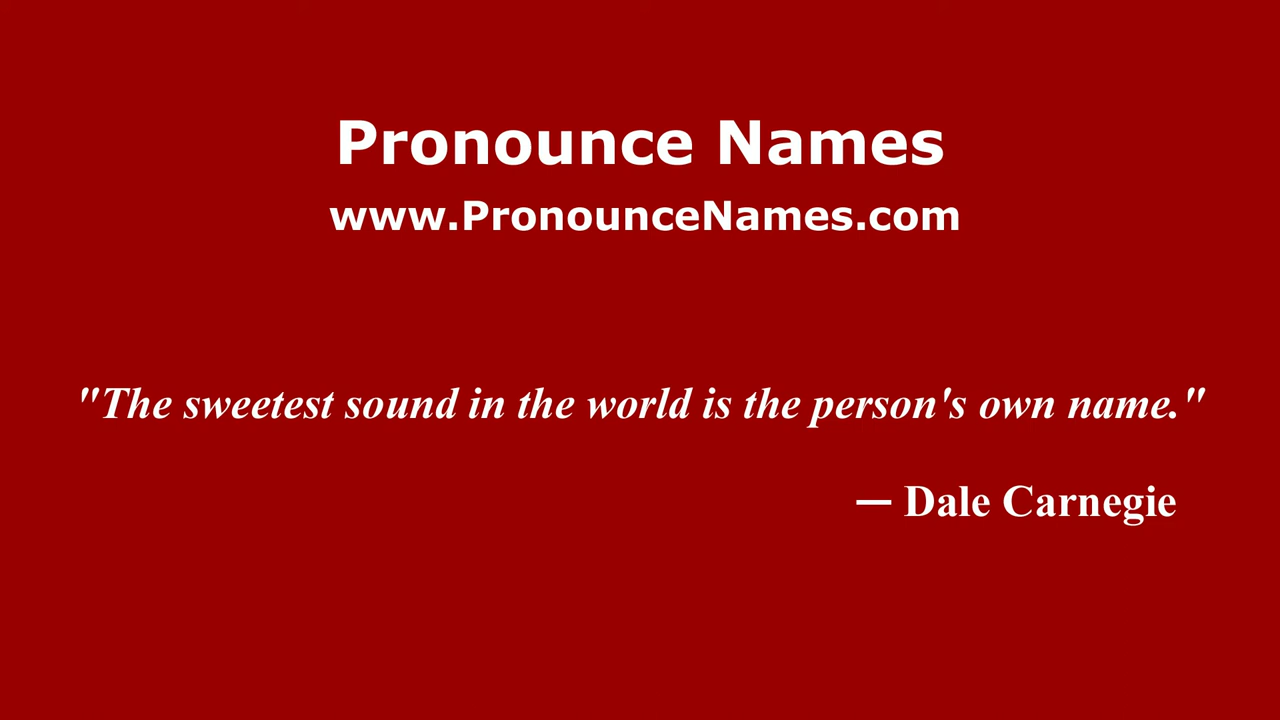 Pronounce Names
www.PronounceNames.com
"The sweetest sound in the world is the person's own name."
— Dale Carnegie